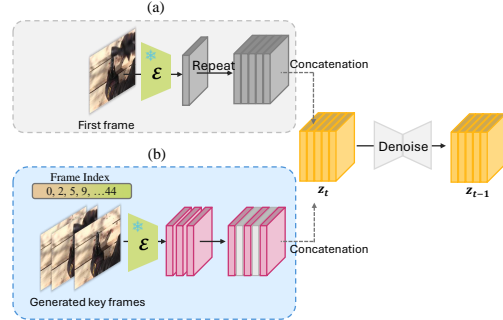 (a)
ℰ
Repeat
Concatenation
First frame
z_t
Denoise
z_{t-1}
(b)
Frame Index
0, 2, 5, 9, …44
ℰ
Concatenation
Generated key frames